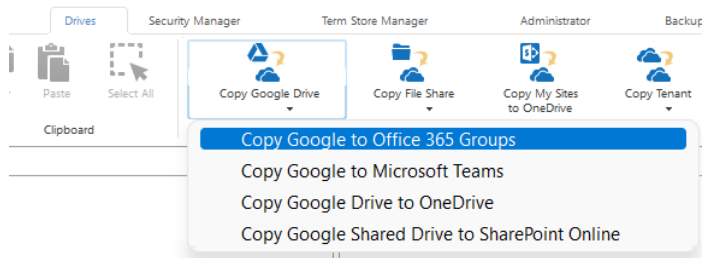 Drives
Security Manager
Term Store Manager
Administrator
Backup
Paste
Select All
Copy Google Drive
Copy File Share
Copy My Sites
to OneDrive
Copy Tenant
Clipboard
Copy Google to Office 365 Groups
Copy Google to Microsoft Teams
Copy Google Drive to OneDrive
Copy Google Shared Drive to SharePoint Online